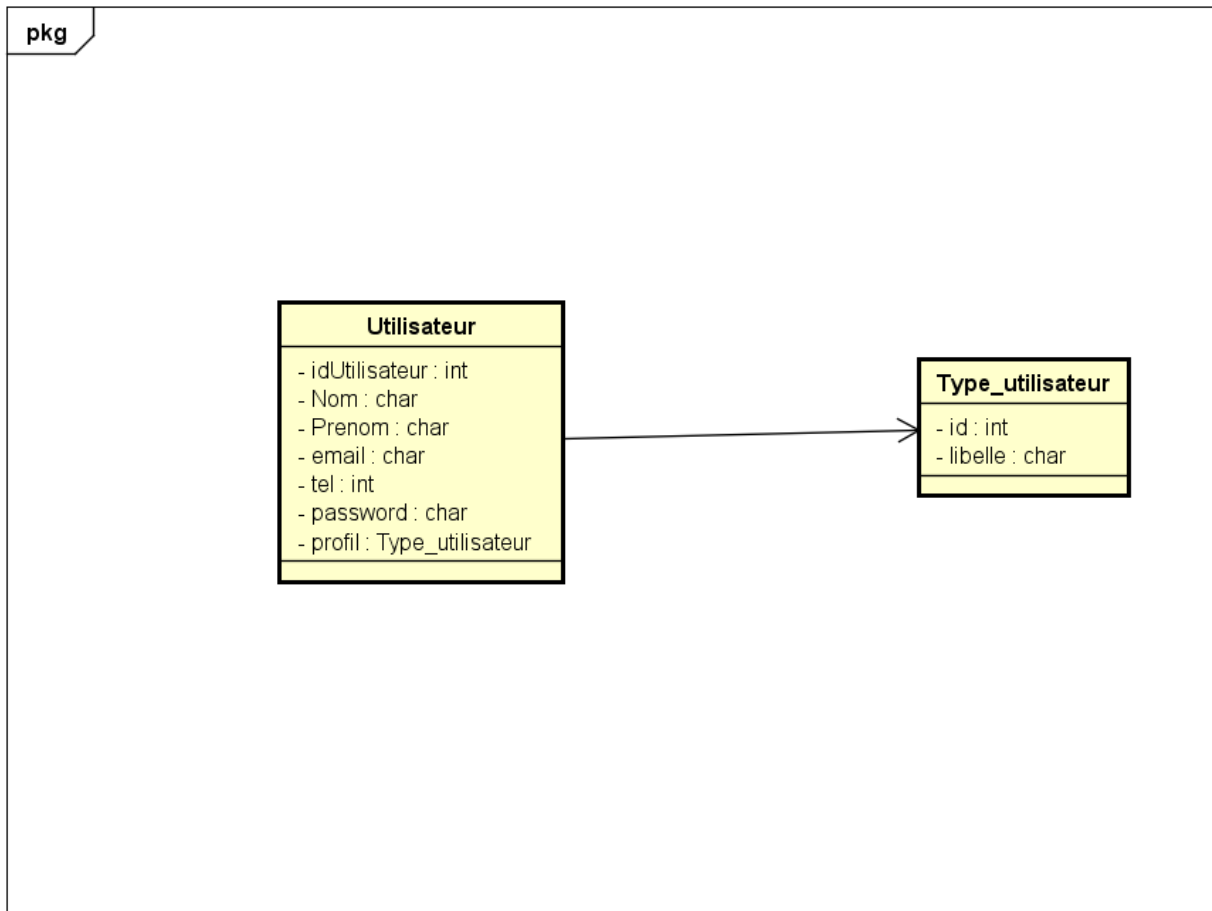 pkg
Utilisateur
- idUtilisateur : int
- Nom : char
- Prenom : char
- email : char
- tel : int
- password : char
- profil : Type_utilisateur
Type_utilisateur
- id : int
- libelle : char